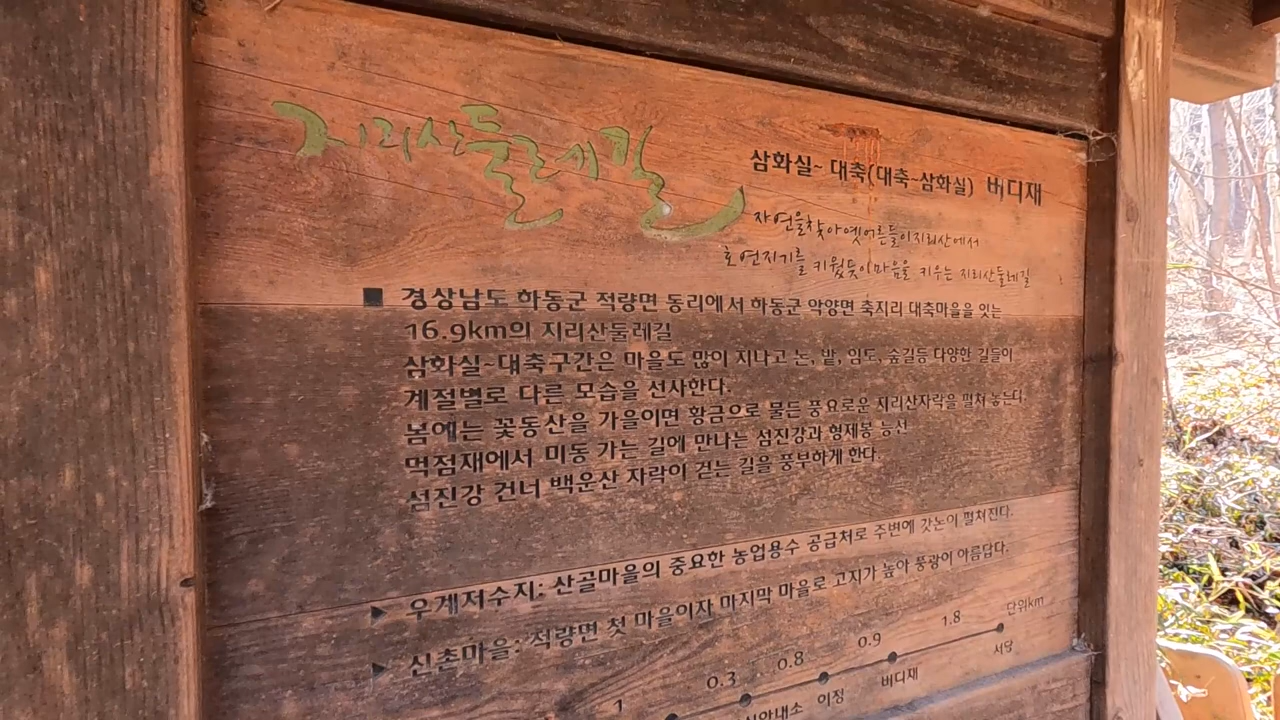 지리산둘레길
삼화실~ 대축(대축~삼화실) 버디재
자연을찾아옛어른들이지리산에서
호연지기를 키웠듯이마음을 키우는 지리산둘레길
■ 경상남도 하동군 적량면 동리에서 하동군 악양면 축지리 대축마을을 잇는
16.9km의 지리산둘레길
삼화실~대축구간은 마을도 많이 지나고 논, 밭, 임도, 숲길등 다양한 길들이
계절별로 다른 모습을 선사한다.
봄에는 꽃동산을 가을이면 황금으로 물든 풍요로운 지리산자락을 펼쳐 놓는다.
먹점재에서 미동 가는 길에 만나는 섬진강과 형제봉 능선
섬진강 건너 백운산 자락이 걷는 길을 풍부하게 한다.
▶ 우계저수지: 산골마을의 중요한 농업용수 공급처로 주변에 갓논이 펼쳐진다.
▶ 신촌마을: 적량면 첫 마을이자 마지막 마을로 고지가 높아 풍광이 아름답다.
1 0.3 0.8 0.9 1.8 단위km
이정 버디재 서당